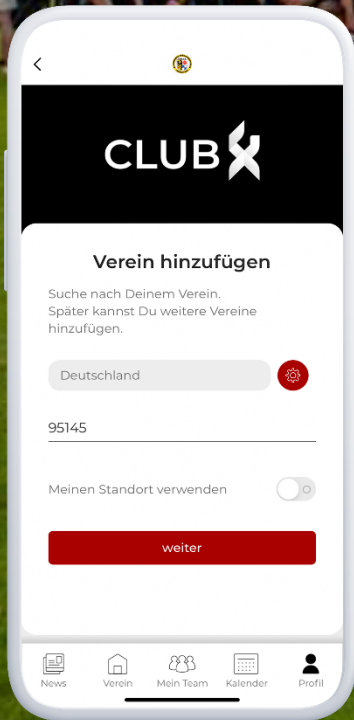 CLUB
Verein hinzufügen
Suche nach Deinem Verein.
Später kannst Du weitere Vereine
hinzufügen.
Deutschland
95145
Meinen Standort verwenden
weiter
News
Verein
Mein Team
Kalender
Profil